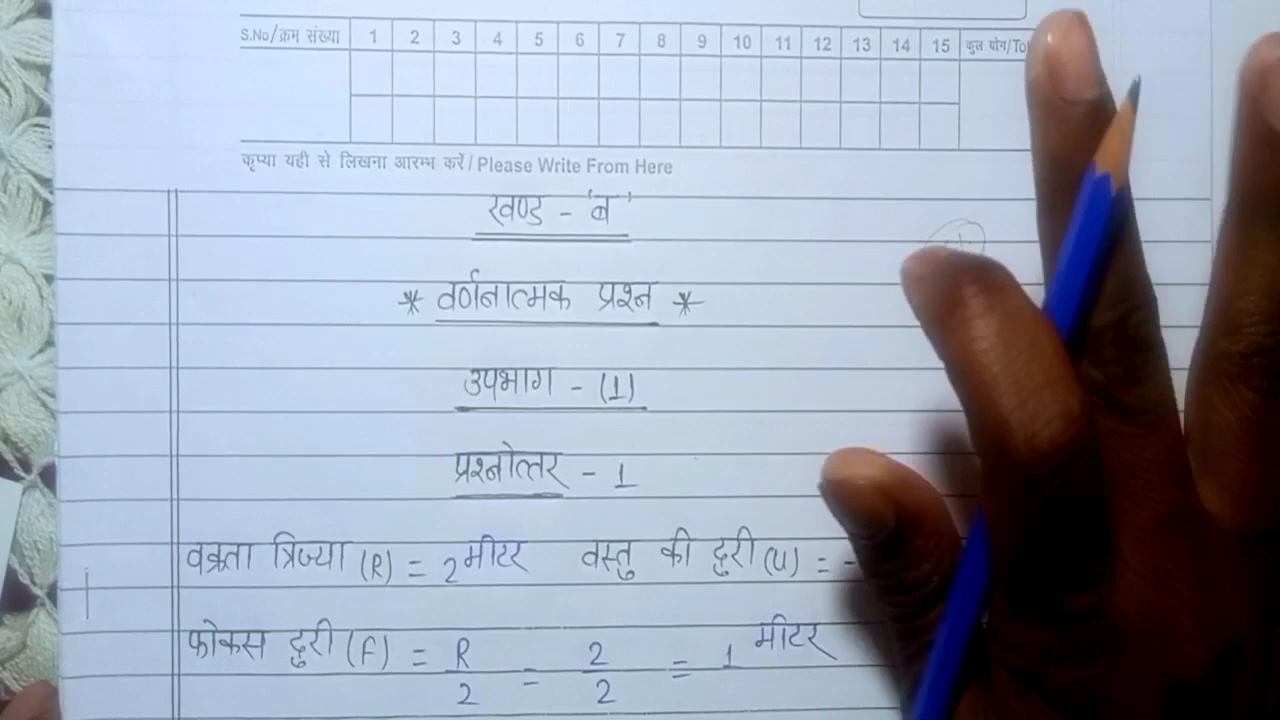 S.No/क्रम संख्या 1 2 3 4 5 6 7 8 9 10 11 12 13 14 15 कुल योग/To
कृप्या यही से लिखना आरम्भ करें/Please Write From Here
खण्ड - 'ब'
* वर्णनात्मक प्रश्न *
उपभाग - (1)
प्रश्नोत्तर - 1
वक्रता त्रिज्या (R) = 2 मीटर वस्तु की दुरी (u) = -
फोकस दुरी (F) = R/2 = 2/2 = 1 मीटर